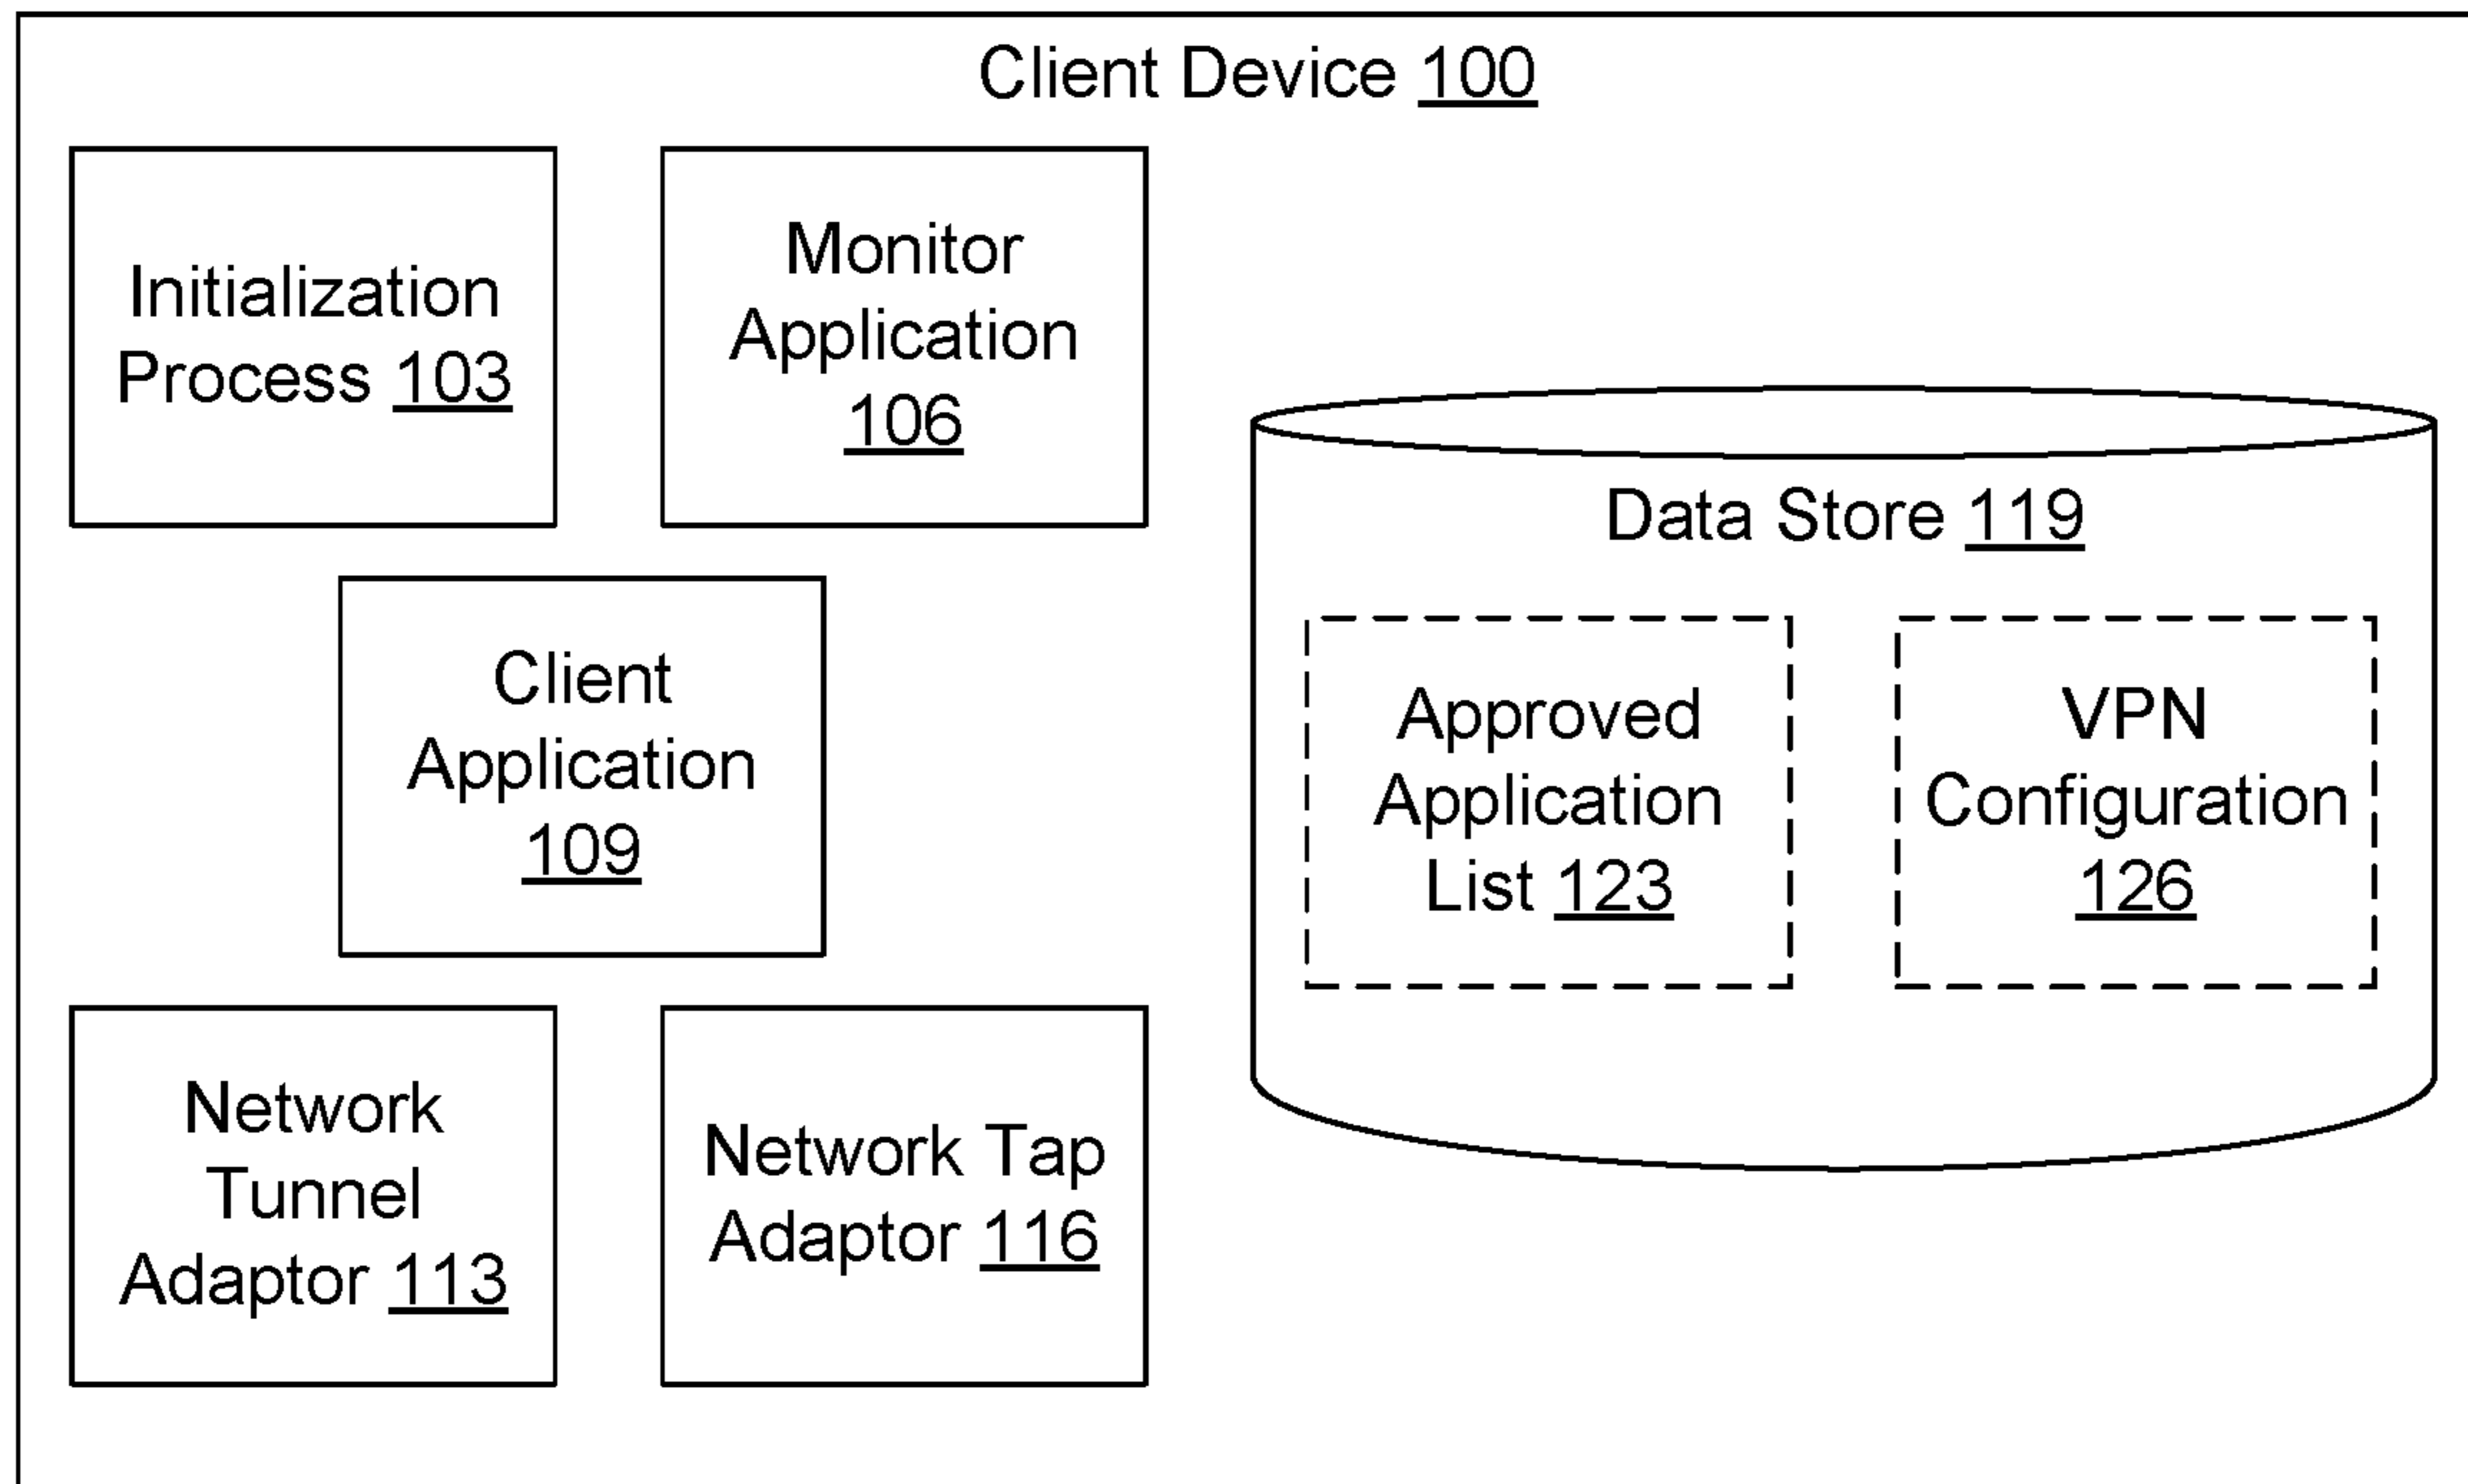 Client Device 100
Initialization
Process 103
Monitor
Application
106
Client
Application
109
Network
Tunnel
Adaptor 113
Network Tap
Adaptor 116
Data Store 119
Approved
Application
List 123
VPN
Configuration
126